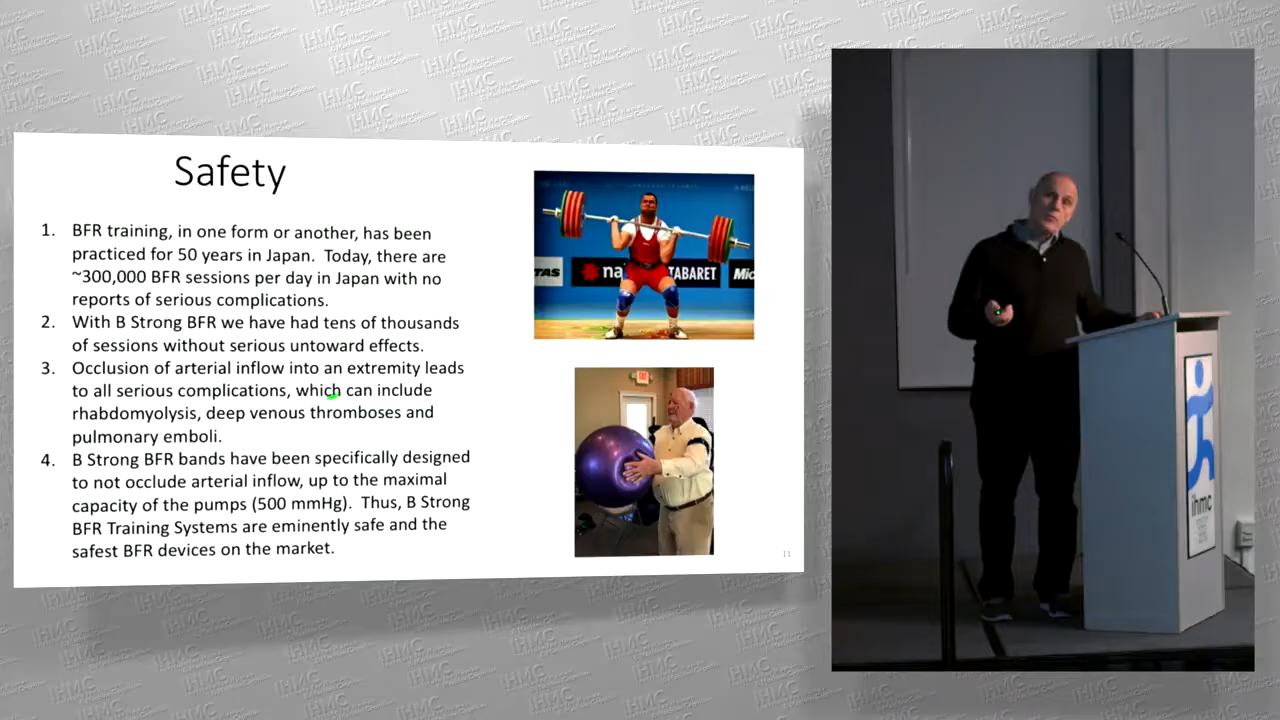 Safety
1. BFR training, in one form or another, has been
practiced for 50 years in Japan. Today, there are
~300,000 BFR sessions per day in Japan with no
reports of serious complications.
2. With B Strong BFR we have had tens of thousands
of sessions without serious untoward effects.
3. Occlusion of arterial inflow into an extremity leads
to all serious complications, which can include
rhabdomyolysis, deep venous thromboses and
pulmonary emboli.
4. B Strong BFR bands have been specifically designed
to not occlude arterial inflow, up to the maximal
capacity of the pumps (500 mmHg). Thus, B Strong
BFR Training Systems are eminently safe and the
safest BFR devices on the market.
TAS
na
TABARET
Mic
EXIT
11
ihmc
IHMC